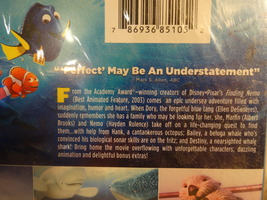 7 86936 85103 2
"'Perfect' May Be An Understatement"
– Mark S. Allen, ABC
From the Academy Award®-winning creators of Disney•Pixar's Finding Nemo
(Best Animated Feature, 2003) comes an epic undersea adventure filled with
imagination, humor and heart. When Dory, the forgetful blue tang (Ellen DeGeneres),
suddenly remembers she has a family who may be looking for her, she, Marlin (Albert
Brooks) and Nemo (Hayden Rolence) take off on a life-changing quest to find
them...with help from Hank, a cantankerous octopus; Bailey, a beluga whale who's
convinced his biological sonar skills are on the fritz; and Destiny, a nearsighted whale
shark! Bring home the movie overflowing with unforgettable characters, dazzling
animation and delightful bonus extras!